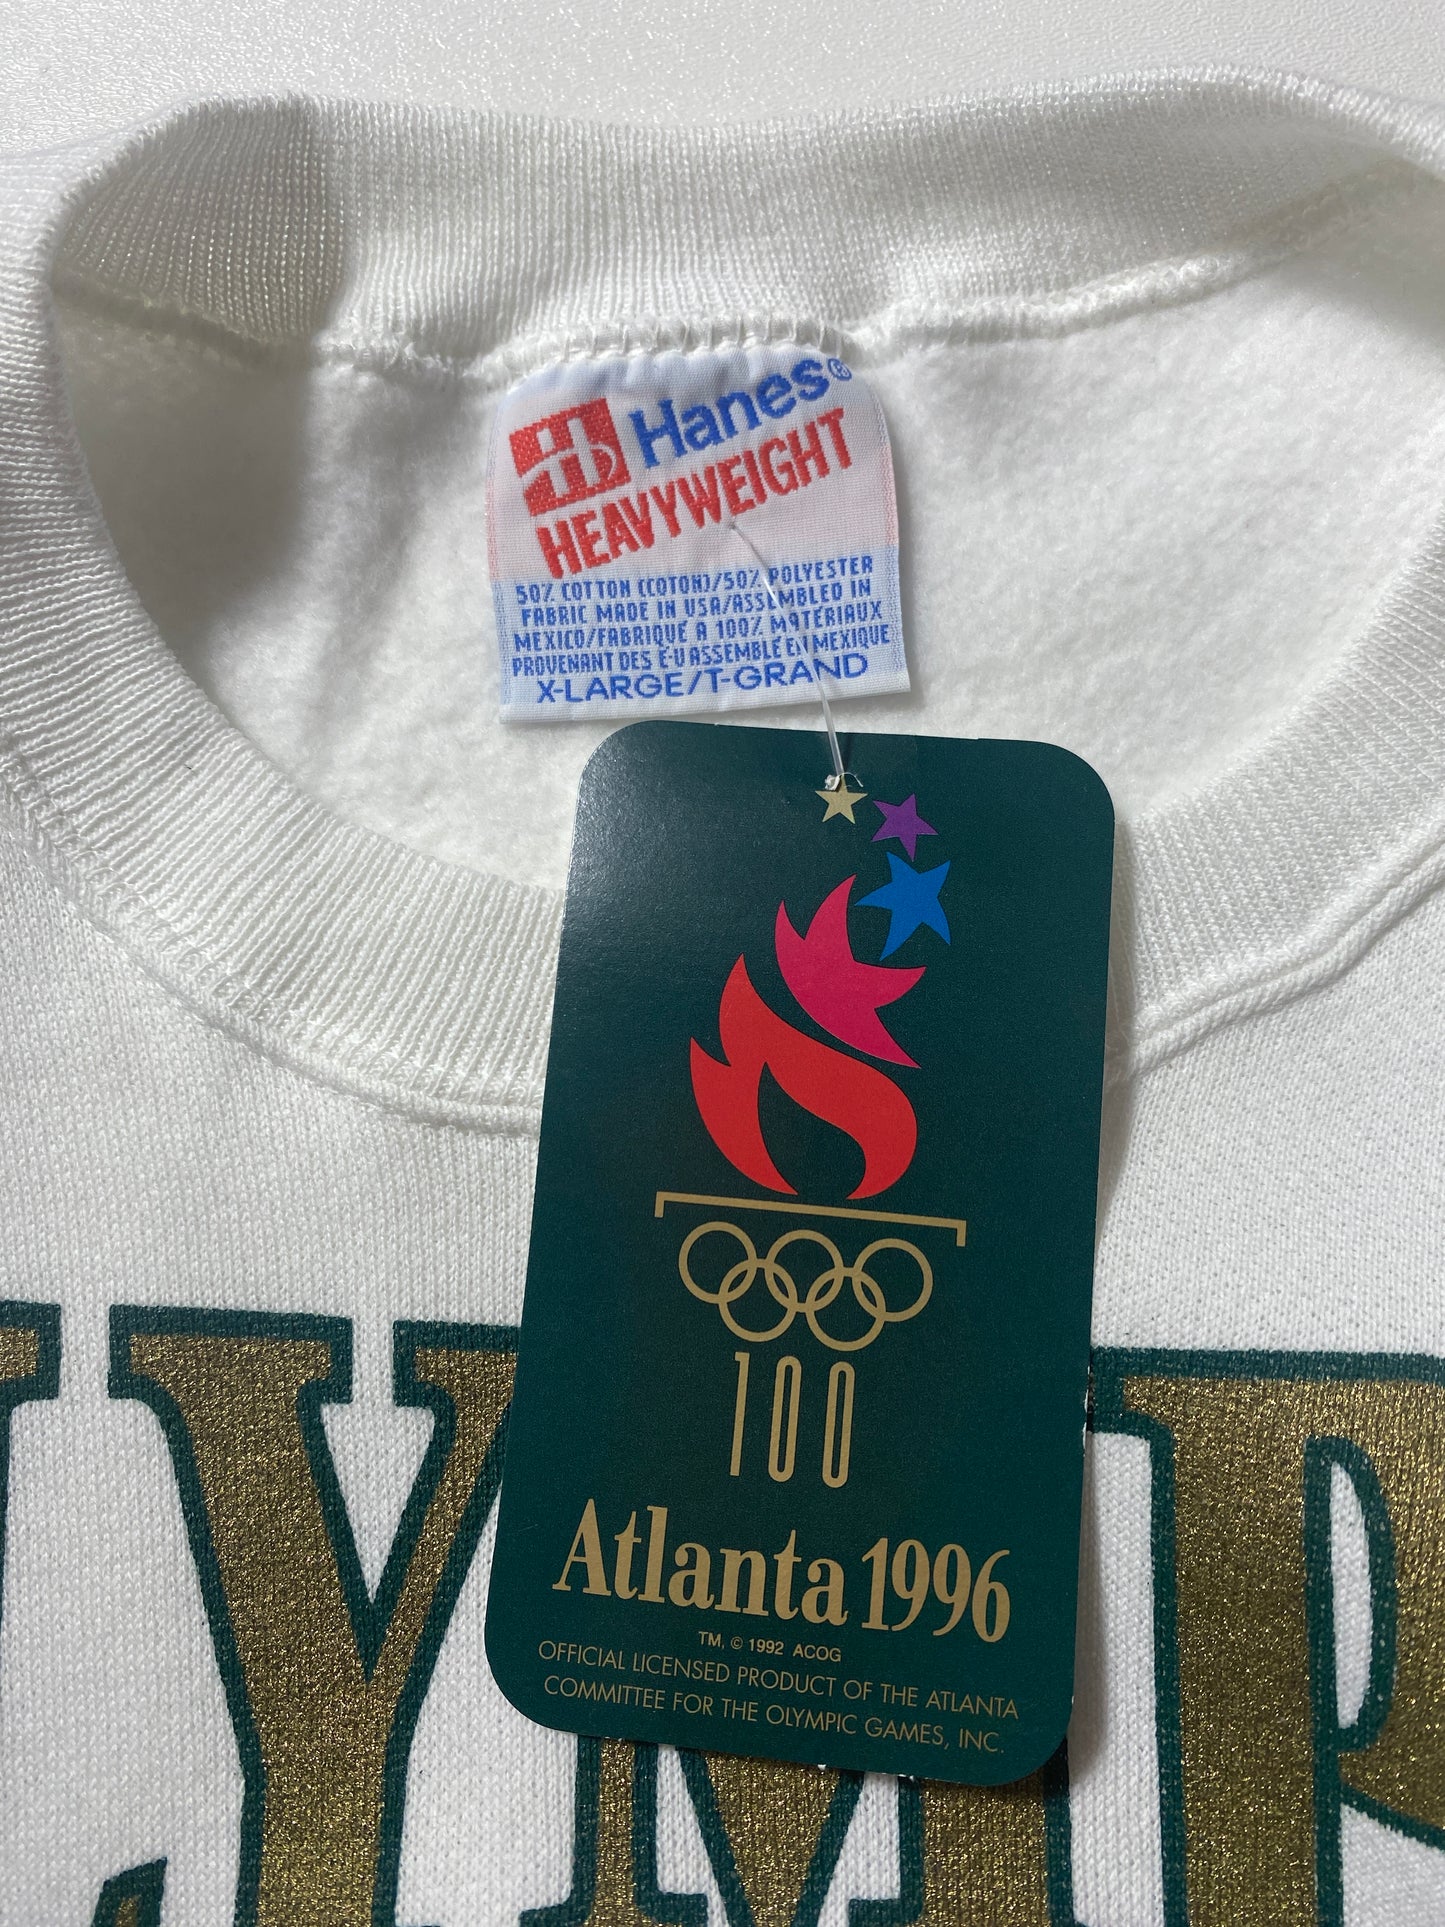 Hanes®
HEAVYWEIGHT
50% COTTON (COTON)/50% POLYESTER
FABRIC MADE IN USA/ASSEMBLED IN
MEXICO/FABRIQUÉ À 100% MATÉRIAUX
PROVENANT DES É-U ASSEMBLÉ EN MEXIQUE
X-LARGE/T-GRAND
100
Atlanta 1996
TM, © 1992 ACOG
OFFICIAL LICENSED PRODUCT OF THE ATLANTA
COMMITTEE FOR THE OLYMPIC GAMES, INC.
YMP